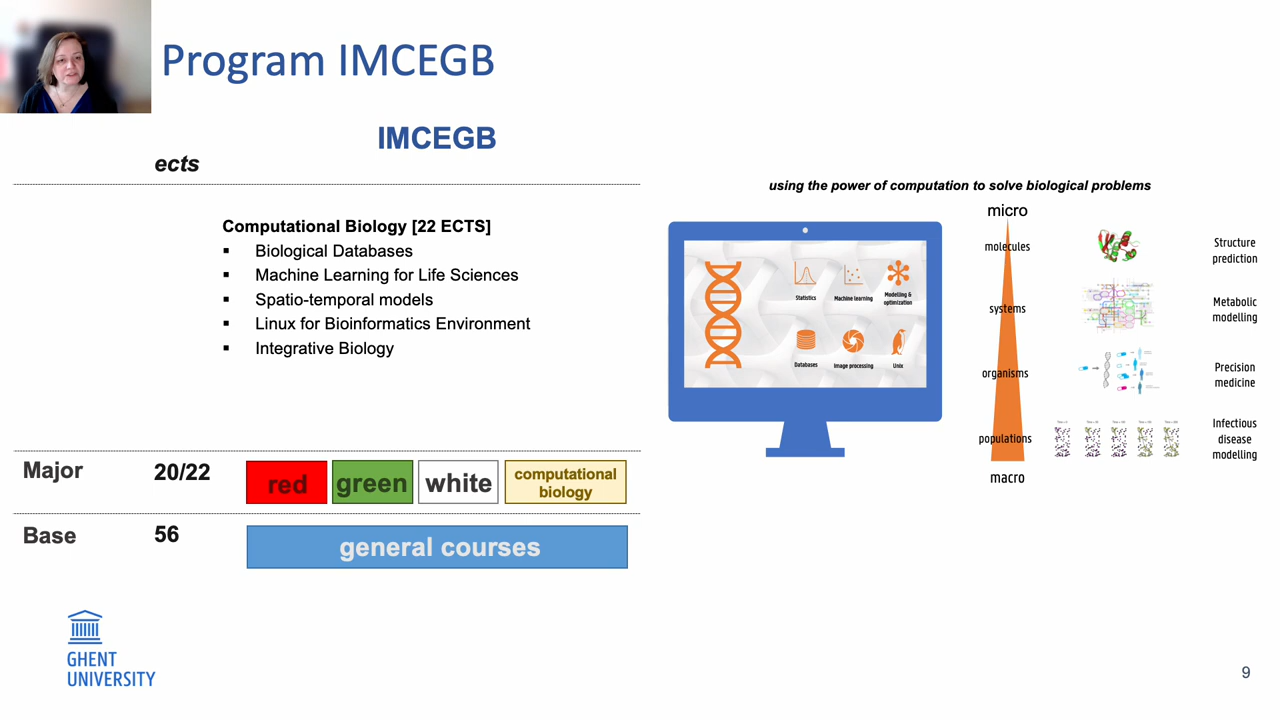 Program IMCEGB
IMCEGB
ects
Computational Biology [22 ECTS]
▪ Biological Databases
▪ Machine Learning for Life Sciences
▪ Spatio-temporal models
▪ Linux for Bioinformatics Environment
▪ Integrative Biology
Major 20/22 red green white computational
biology
Base 56 general courses
using the power of computation to solve biological problems
Statistics Machine learning Modelling &
optimization
Databases Image processing Unix
micro
molecules
systems
organisms
populations
macro
Structure
prediction
Metabolic
modelling
Precision
medicine
Infectious
disease
modelling
GHENT
UNIVERSITY
9